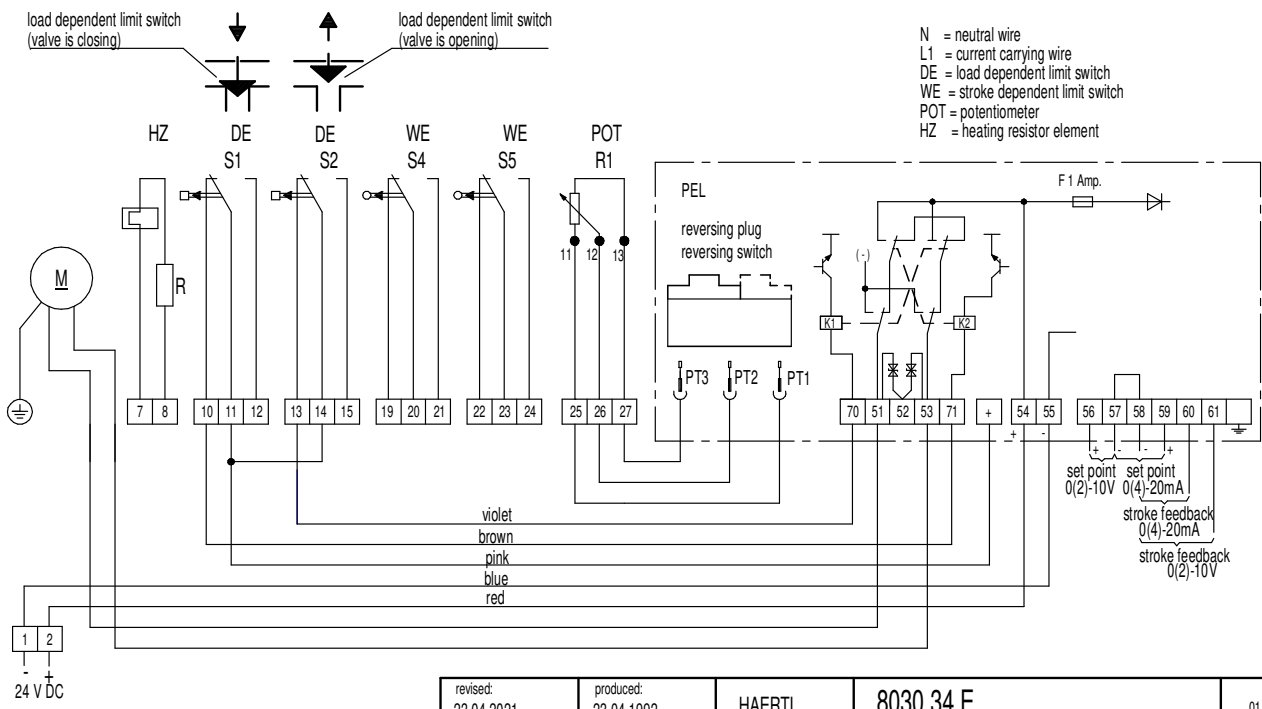 load dependent limit switch
(valve is closing)
load dependent limit switch
(valve is opening)
N = neutral wire
L1 = current carrying wire
DE = load dependent limit switch
WE = stroke dependent limit switch
POT = potentiometer
HZ = heating resistor element
HZ DE DE WE WE POT
S1 S2 S4 S5 R1
PEL
F 1 Amp.
reversing plug
reversing switch
(-)
11 12 13
M
R
K1 K2
PT3 PT2 PT1
7 8 10 11 12 13 14 15 19 20 21 22 23 24 25 26 27 70 51 52 53 71 + 54 55 56 57 58 59 60 61
+ - + - - +
set point
0(2)-10V
set point
0(4)-20mA
stroke feedback
0(4)-20mA
stroke feedback
0(2)-10V
violet
brown
pink
blue
red
1 2
- +
24 V DC
revised: produced:
HAERTL 8030.34 E